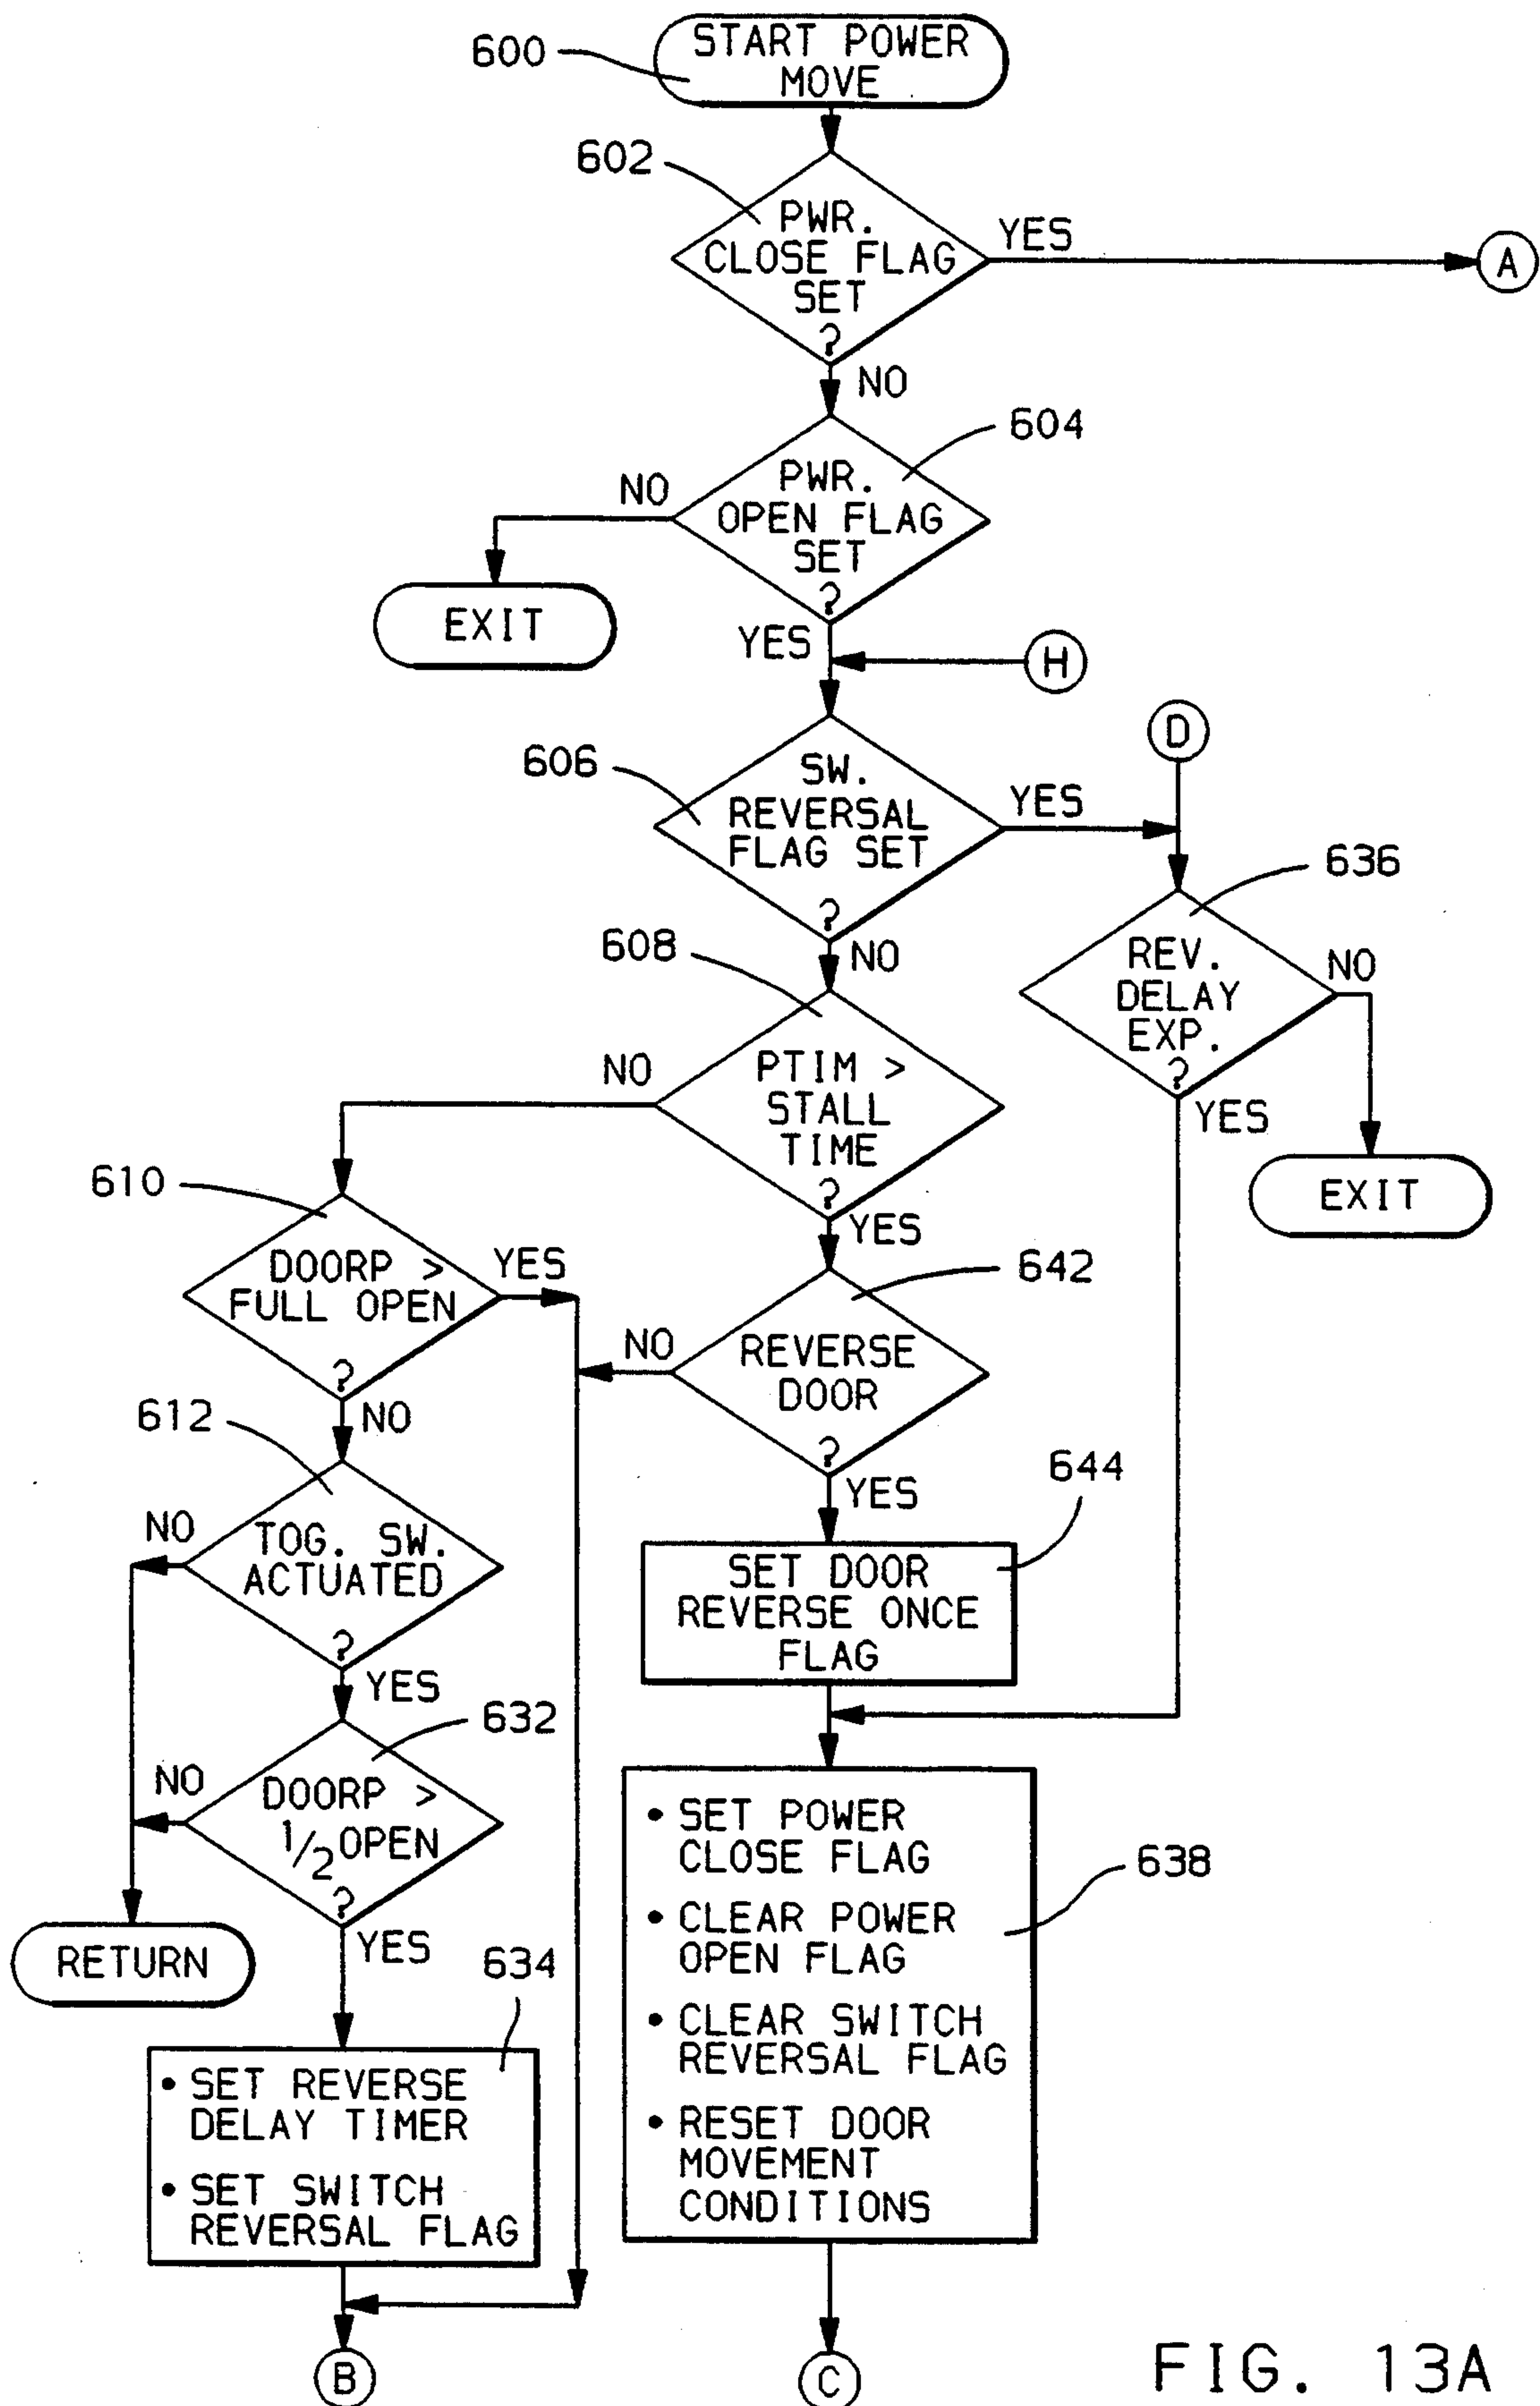 START POWER
MOVE
600
602
PWR.
CLOSE FLAG
SET
?
YES
A
NO
604
PWR.
OPEN FLAG
SET
?
NO
EXIT
YES
H
D
606
SW.
REVERSAL
FLAG SET
?
YES
636
REV.
DELAY
EXP.
?
NO
YES
EXIT
NO
608
PTIM >
STALL
TIME
?
NO
YES
610
DOORP >
FULL OPEN
?
YES
NO
642
REVERSE
DOOR
?
NO
YES
612
TOG. SW.
ACTUATED
?
NO
YES
644
SET DOOR
REVERSE ONCE
FLAG
632
DOORP >
1/2 OPEN
?
NO
YES
RETURN
634
• SET REVERSE
DELAY TIMER
• SET SWITCH
REVERSAL FLAG
B
638
• SET POWER
CLOSE FLAG
• CLEAR POWER
OPEN FLAG
• CLEAR SWITCH
REVERSAL FLAG
• RESET DOOR
MOVEMENT
CONDITIONS
C
FIG. 13A